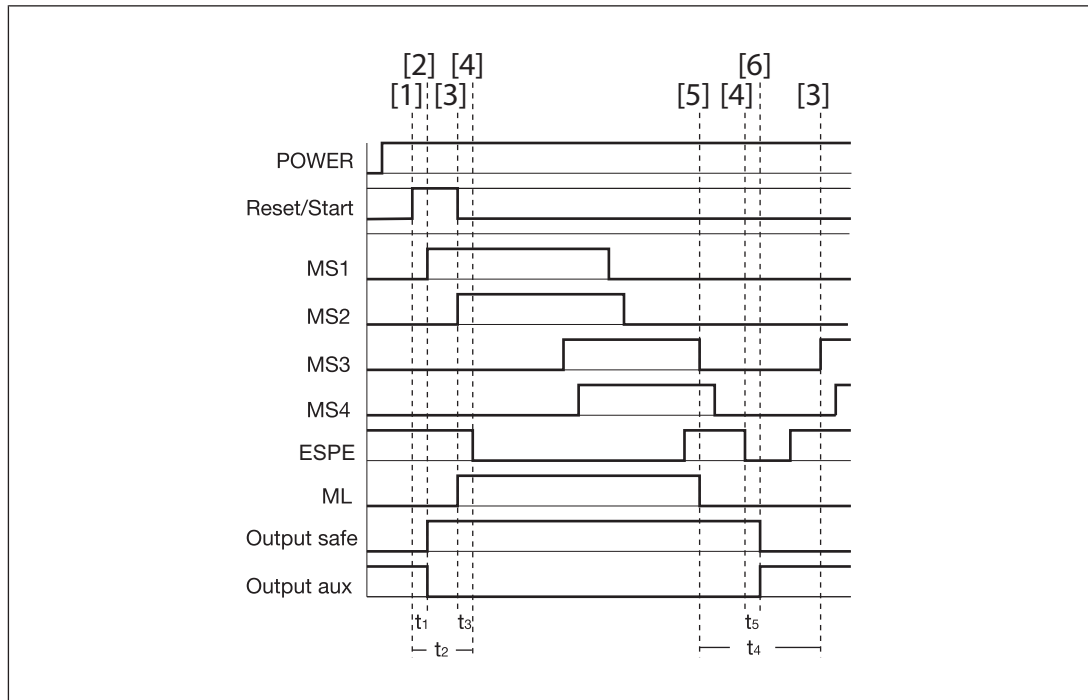 [2] [4] [6]
[1] [3] [5] [4] [3]
POWER
Reset/Start
MS1
MS2
MS3
MS4
ESPE
ML
Output safe
Output aux
t1 t3 t5
t2 t4